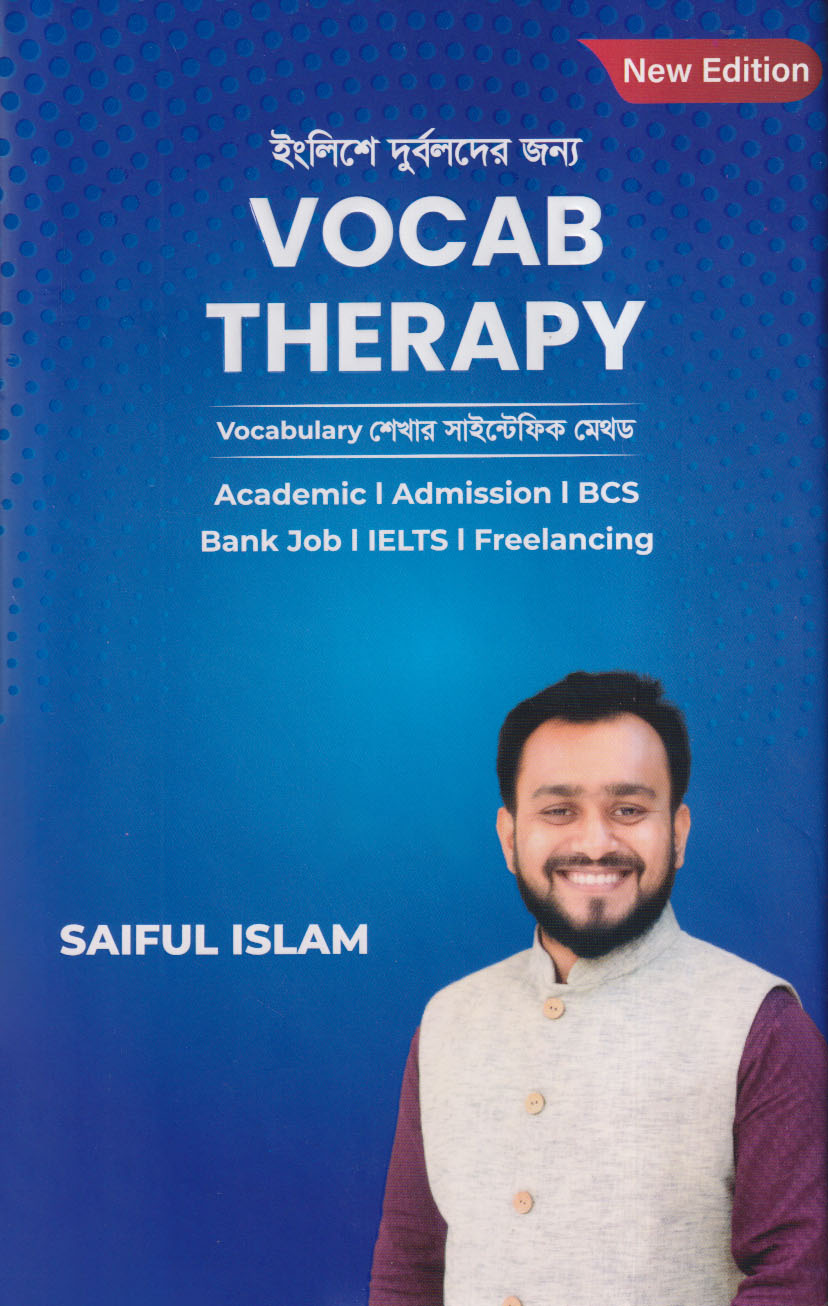 New Edition
ইংলিশে দুর্বলদের জন্য
VOCAB
THERAPY
Vocabulary শেখার সাইন্টেফিক মেথড
Academic I Admission I BCS
Bank Job I IELTS I Freelancing
SAIFUL ISLAM